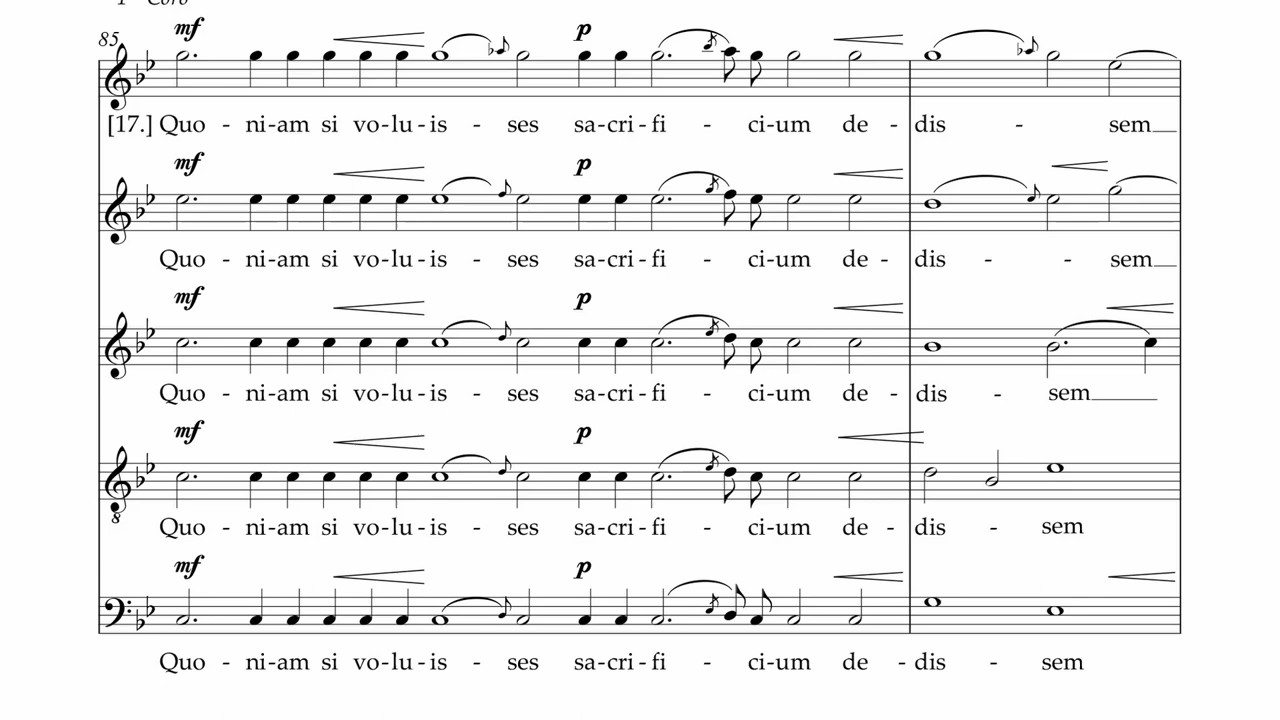 1° Coro
mf p
85
[17.] Quo - ni-am si vo-lu-is - ses sa-cri-fi - ci-um de - dis - sem
mf p
Quo - ni-am si vo-lu-is - ses sa-cri-fi - ci-um de - dis - - sem
mf p
Quo - ni-am si vo-lu-is - ses sa-cri-fi - ci-um de - dis - sem
mf p
8
Quo - ni-am si vo-lu-is - ses sa-cri-fi - ci-um de - dis - sem
mf p
Quo - ni-am si vo-lu-is - ses sa-cri-fi - ci-um de - dis - sem